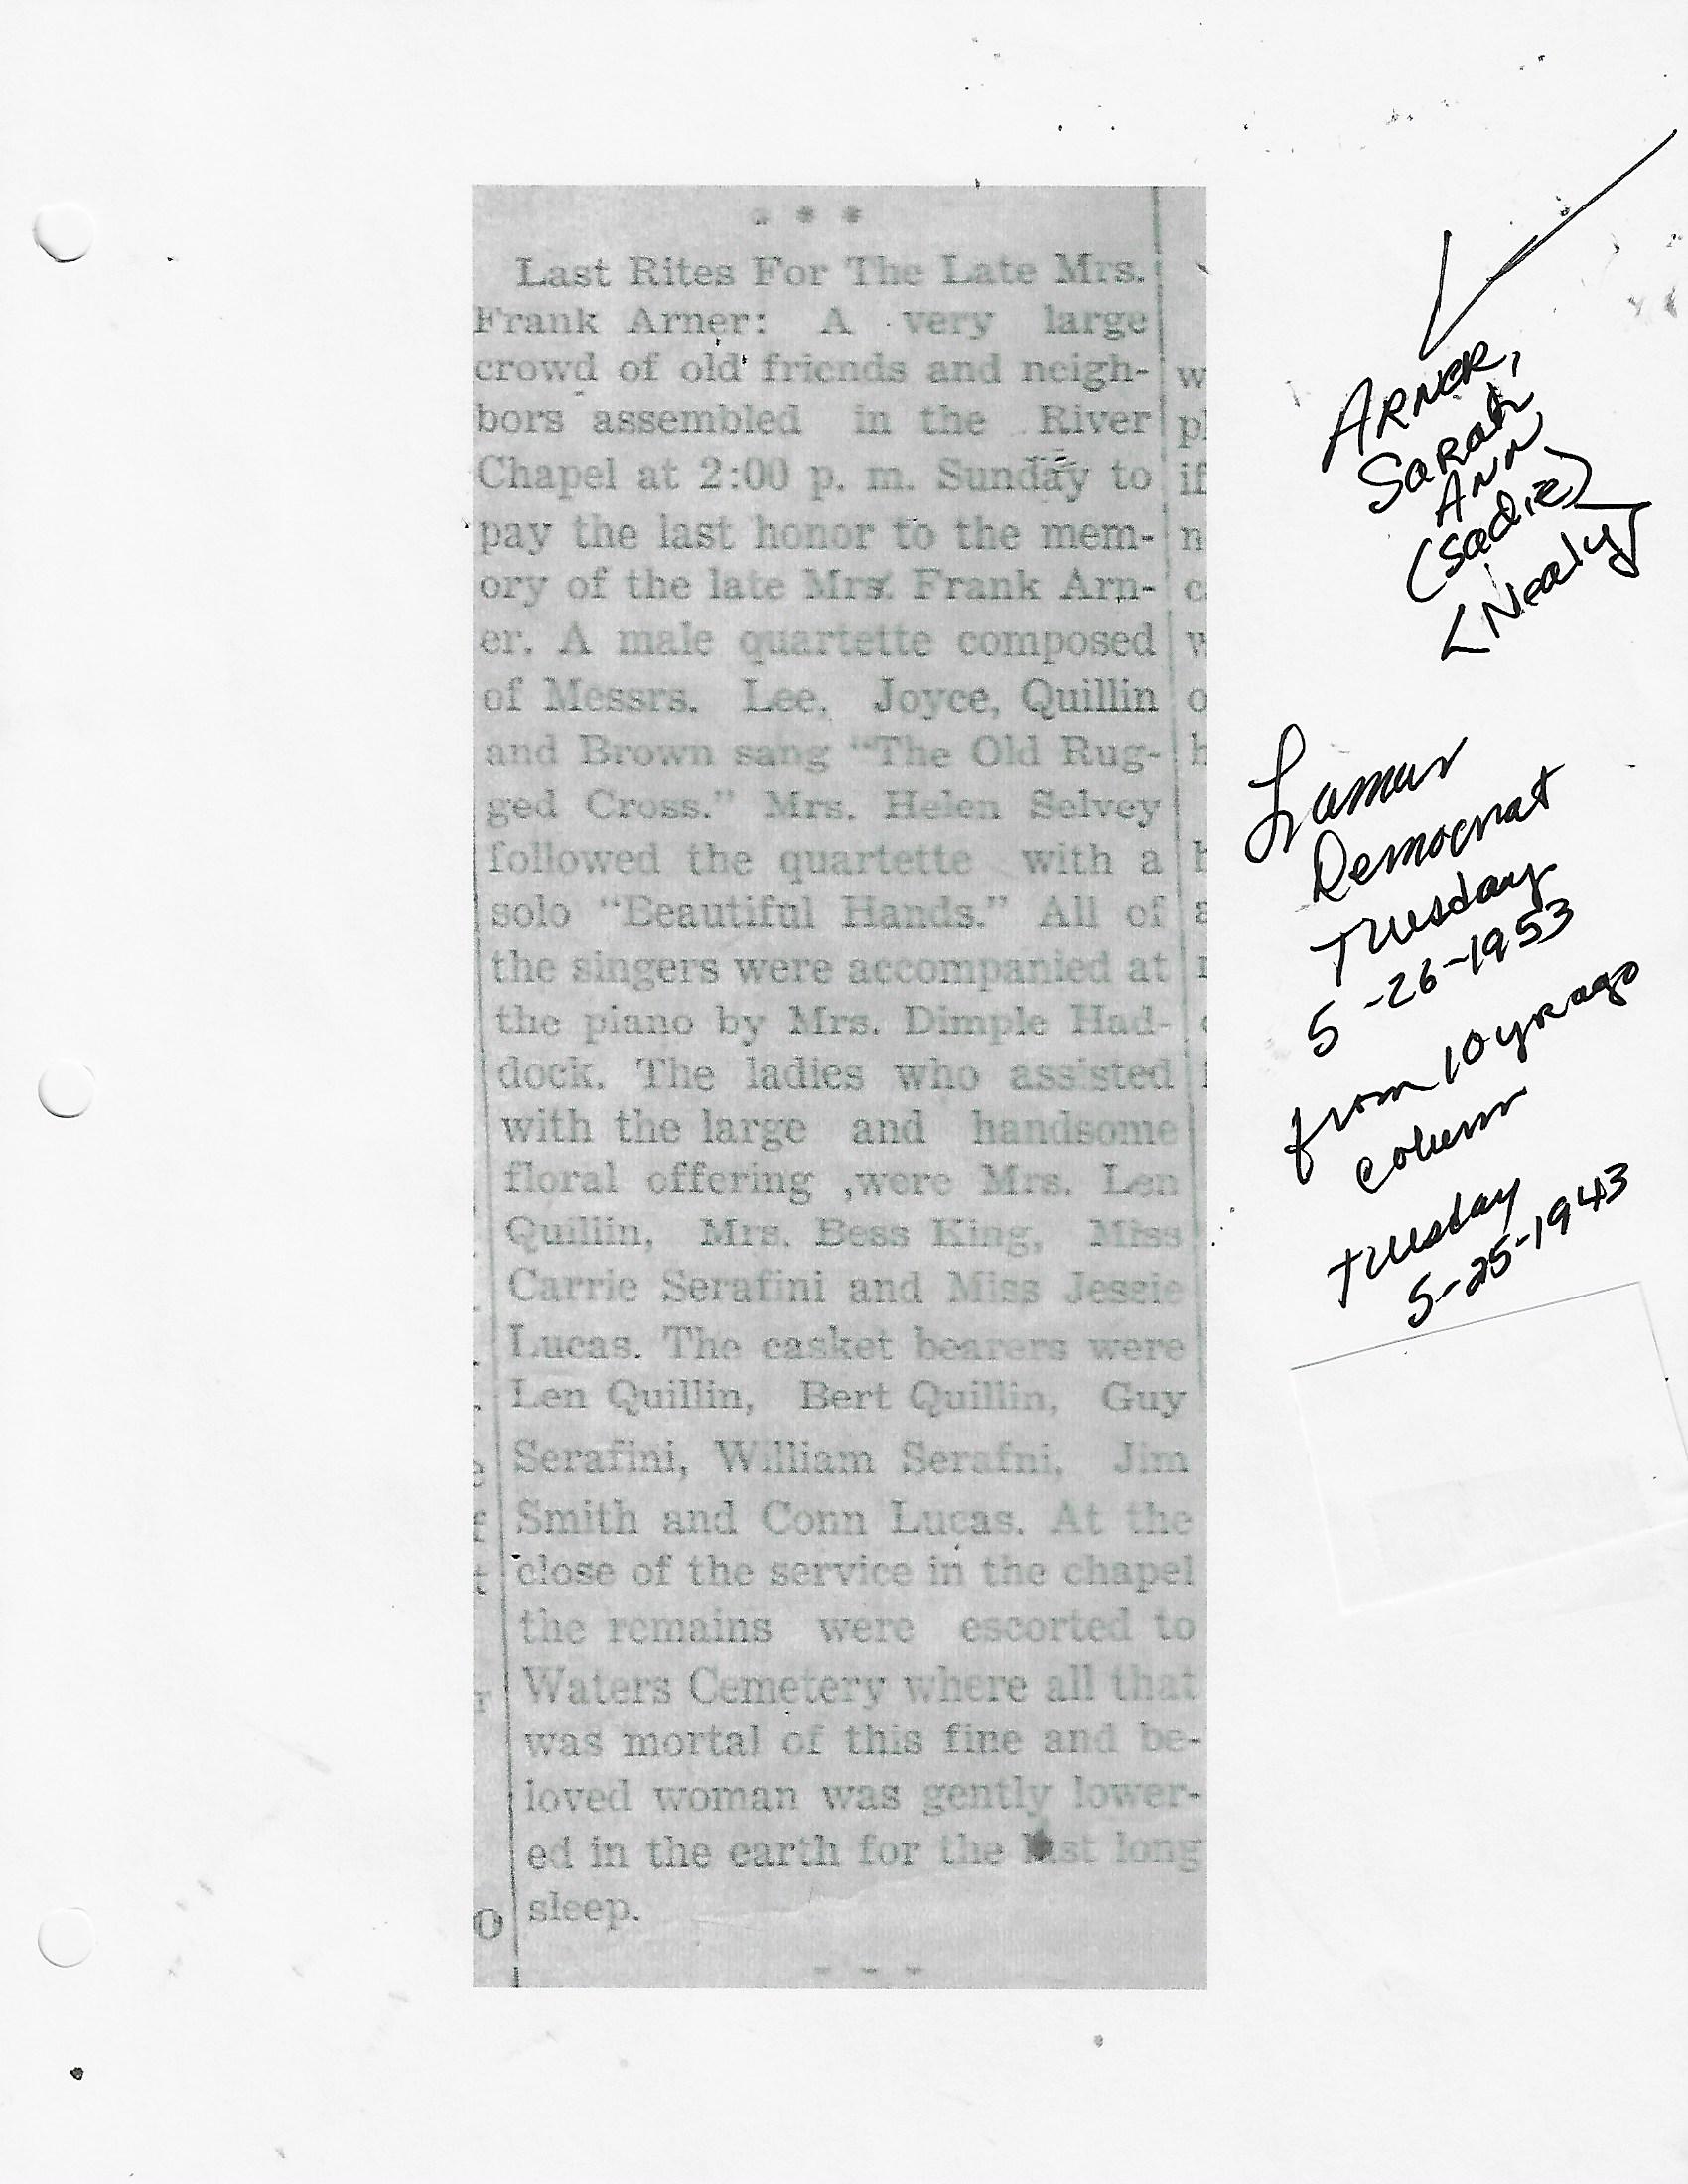 * * *
Last Rites For The Late Mrs.
Frank Arner: A very large
crowd of old friends and neigh-
bors assembled in the River
Chapel at 2:00 p. m. Sunday to
pay the last honor to the mem-
ory of the late Mrs. Frank Arn-
er. A male quartette composed
of Messrs. Lee, Joyce, Quillin
and Brown sang "The Old Rug-
ged Cross." Mrs. Helen Selvey
followed the quartette with a
solo "Beautiful Hands." All of
the singers were accompanied at
the piano by Mrs. Dimple Had-
dock. The ladies who assisted
with the large and handsome
floral offering ,were Mrs. Len
Quillin, Mrs. Bess King, Miss
Carrie Serafini and Miss Jessie
Lucas. The casket bearers were
Len Quillin, Bert Quillin, Guy
Serafini, William Serafni, Jim
Smith and Conn Lucas. At the
close of the service in the chapel
the remains were escorted to
Waters Cemetery where all that
was mortal of this fine and be-
loved woman was gently lower-
ed in the earth for the last long
sleep.
- - -
ARNER,
Sarah
Ann
(Sadie)
<Nealy>
Lamar
Democrat
Tuesday
5-26-1953
from 10 yr ago
column
Tuesday
5-25-1943